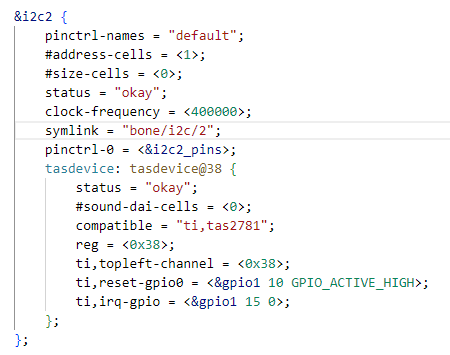 &i2c2 {
pinctrl-names = "default";
#address-cells = <1>;
#size-cells = <0>;
status = "okay";
clock-frequency = <400000>;
symlink = "bone/i2c/2";
pinctrl-0 = <&i2c2_pins>;
tasdevice: tasdevice@38 {
status = "okay";
#sound-dai-cells = <0>;
compatible = "ti,tas2781";
reg = <0x38>;
ti,topleft-channel = <0x38>;
ti,reset-gpio0 = <&gpio1 10 GPIO_ACTIVE_HIGH>;
ti,irq-gpio = <&gpio1 15 0>;
};
};